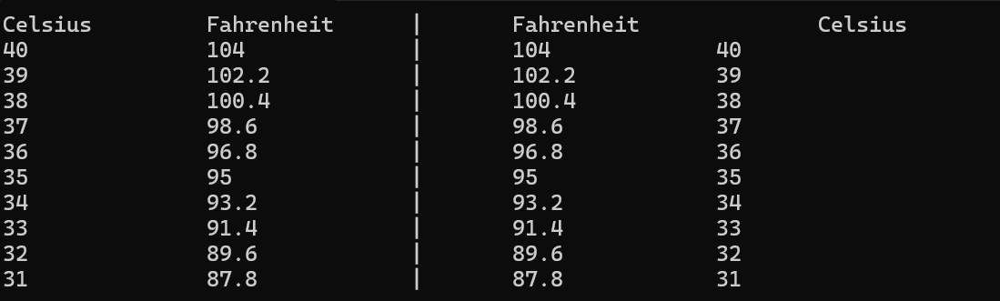 Celsius		Fahrenheit	|	Fahrenheit		Celsius
40		104		|	104		40
39		102.2		|	102.2		39
38		100.4		|	100.4		38
37		98.6		|	98.6		37
36		96.8		|	96.8		36
35		95		|	95		35
34		93.2		|	93.2		34
33		91.4		|	91.4		33
32		89.6		|	89.6		32
31		87.8		|	87.8		31